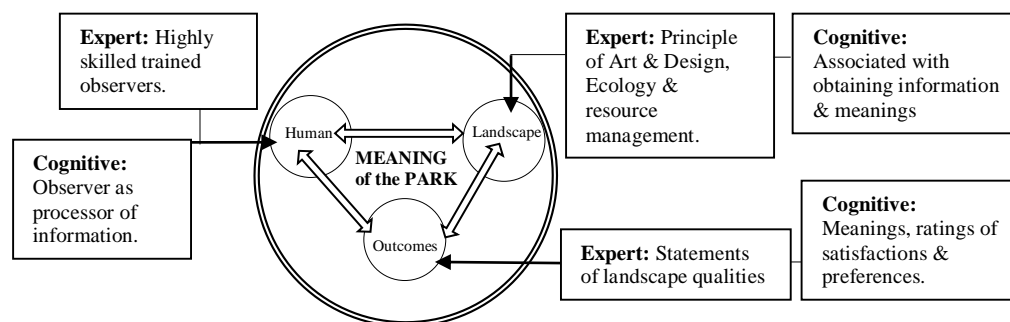 Expert: Highly
skilled trained
observers.
Cognitive:
Observer as
processor of
information.
Human
Landscape
MEANING
of the PARK
Outcomes
Expert: Principle
of Art & Design,
Ecology &
resource
management.
Cognitive:
Associated with
obtaining information
& meanings
Expert: Statements
of landscape qualities
Cognitive:
Meanings, ratings of
satisfactions &
preferences.